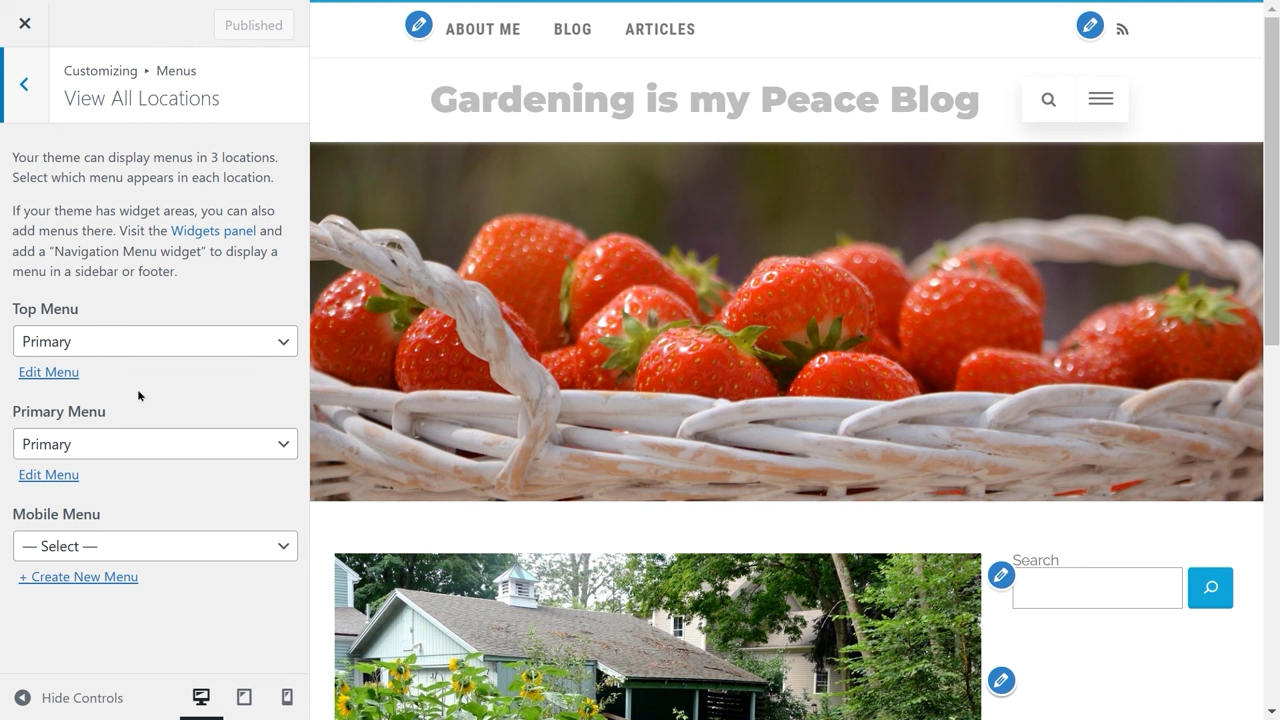 Published
Customizing ▸ Menus
View All Locations
Your theme can display menus in 3 locations.
Select which menu appears in each location.
If your theme has widget areas, you can also
add menus there. Visit the Widgets panel and
add a “Navigation Menu widget” to display a
menu in a sidebar or footer.
Top Menu
Primary
Edit Menu
Primary Menu
Primary
Edit Menu
Mobile Menu
— Select —
+ Create New Menu
Hide Controls
ABOUT ME BLOG ARTICLES
Gardening is my Peace Blog
Search